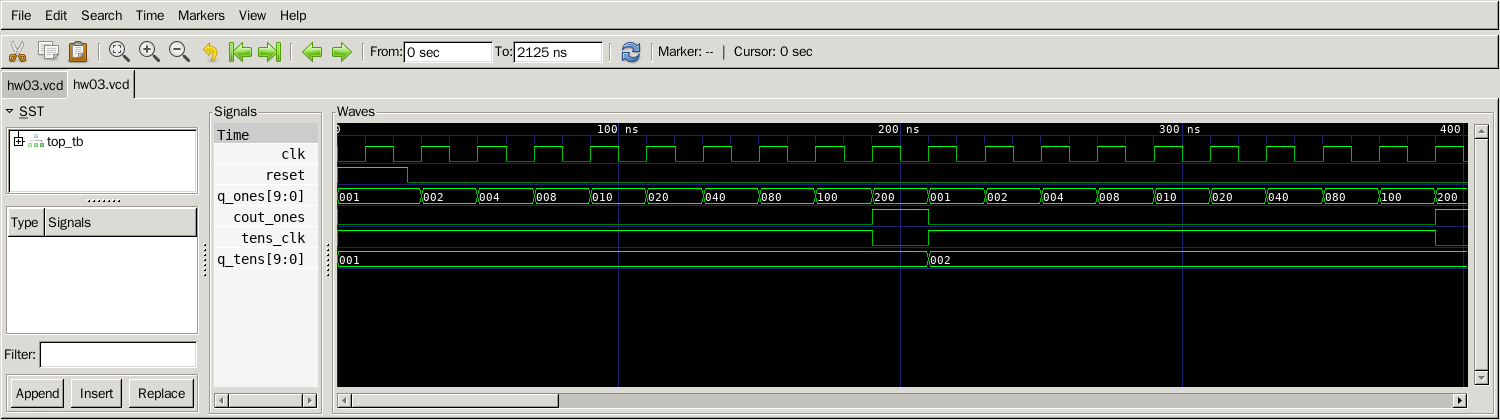 File Edit Search Time Markers View Help
From: 0 sec To: 2125 ns Marker: -- | Cursor: 0 sec
hw03.vcd hw03.vcd
SST
top_tb
Type Signals
Filter:
Append Insert Replace
Signals
Time
clk
reset
q_ones[9:0]
cout_ones
tens_clk
q_tens[9:0]
Waves
0 100 ns 200 ns 300 ns 400
001 002 004 008 010 020 040 080 100 200 001 002 004 008 010 020 040 080 100 200
001 002